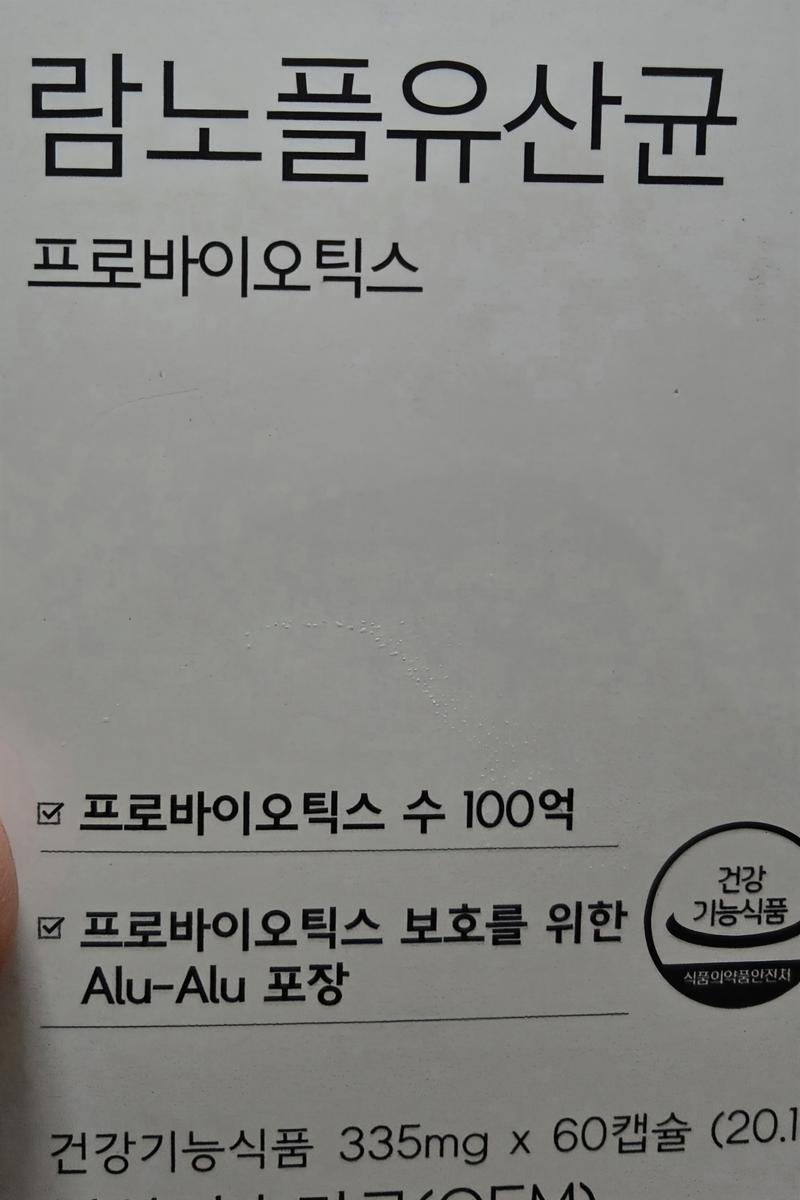 람노플유산균
프로바이오틱스
프로바이오틱스 수 100억
프로바이오틱스 보호를 위한
Alu-Alu 포장
건강
기능식품
식품의약품안전처
건강기능식품 335mg x 60캡슐 (20.1
(OEM)